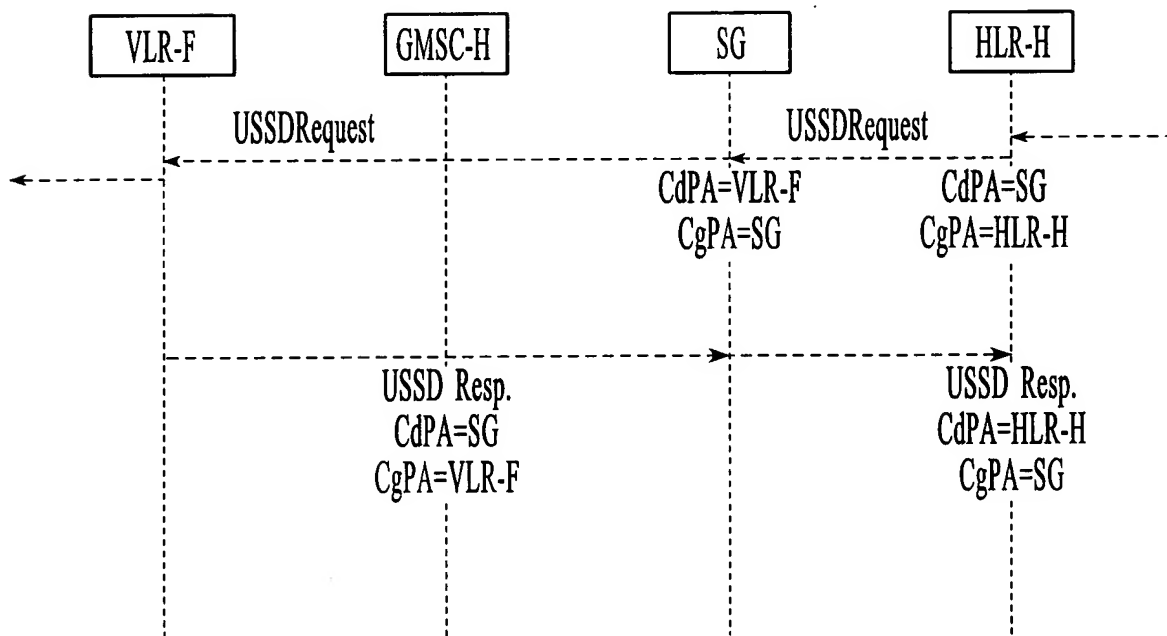 VLR-F
GMSC-H
SG
HLR-H
USSDRequest
USSDRequest
CdPA=VLR-F
CgPA=SG
CdPA=SG
CgPA=HLR-H
USSD Resp.
CdPA=SG
CgPA=VLR-F
USSD Resp.
CdPA=HLR-H
CgPA=SG